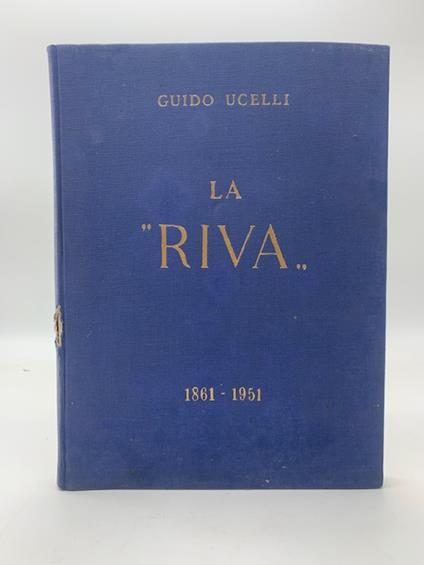 GUIDO UCELLI
LA
"RIVA„
1861 - 1951